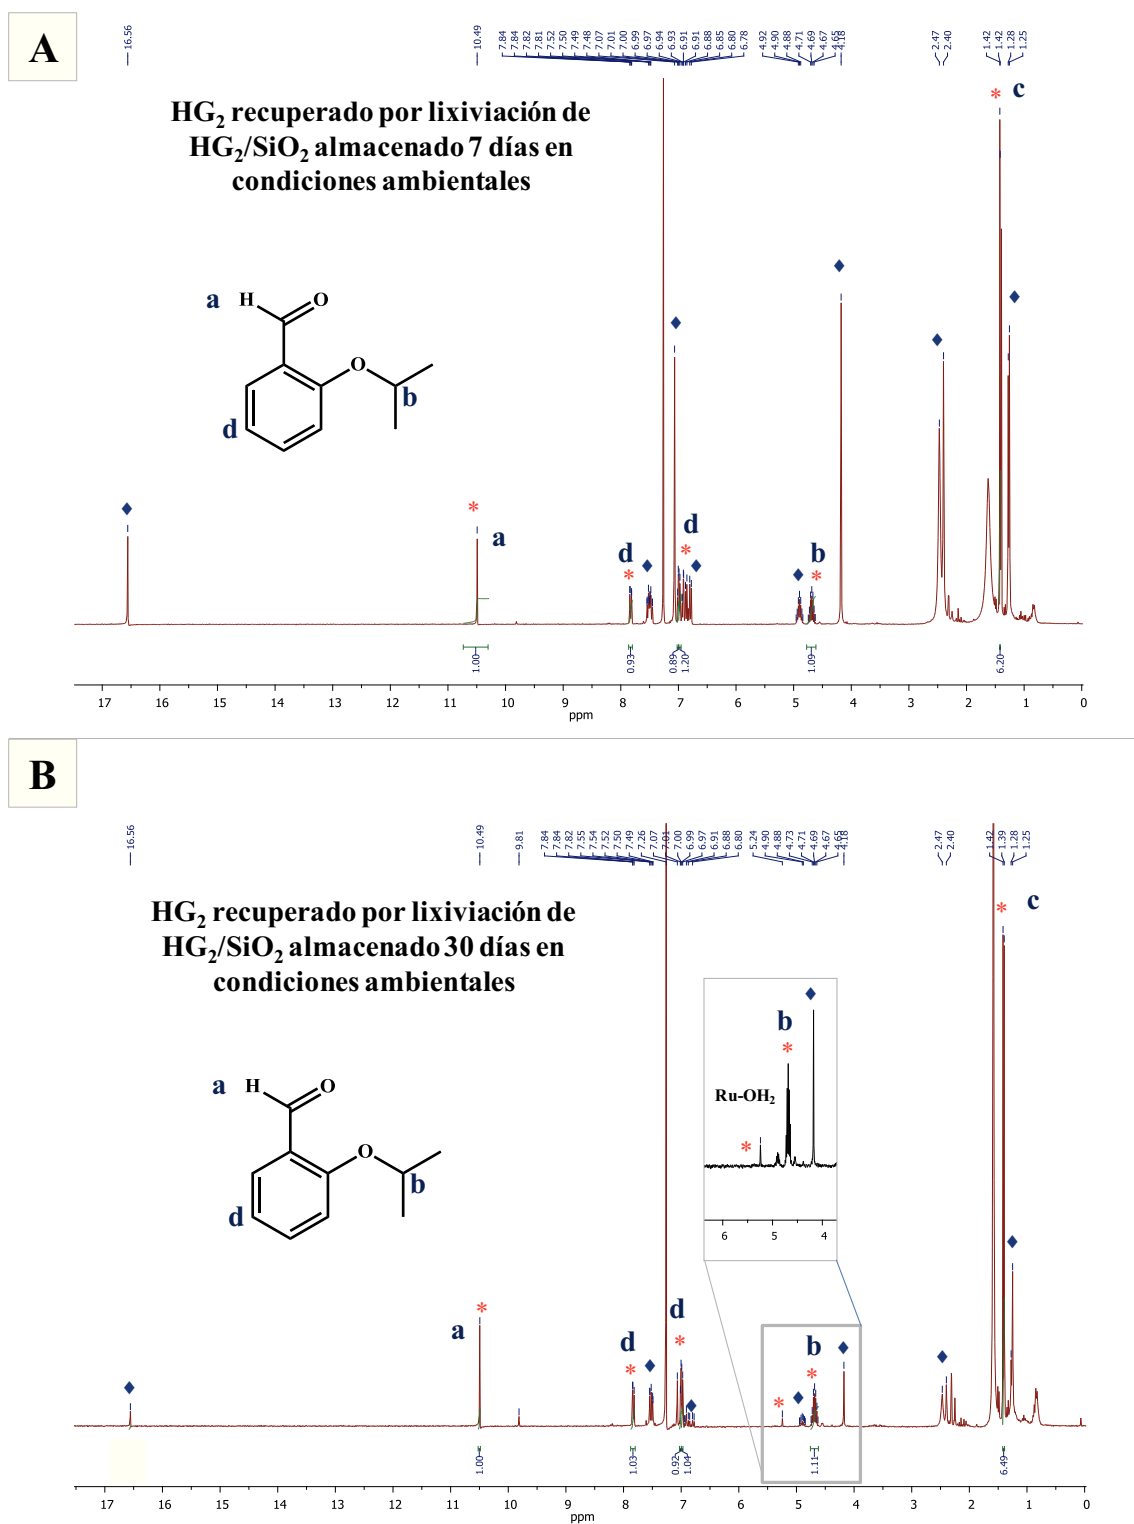 A
16.56
10.49
7.84
7.84
7.82
7.81
7.52
7.50
7.49
7.48
7.07
7.01
7.00
6.99
6.97
6.94
6.93
6.91
6.91
6.88
6.85
6.80
6.78
4.92
4.90
4.88
4.71
4.69
4.67
4.65
4.18
2.47
2.40
1.42
1.42
1.28
1.25
HG2 recuperado por lixiviación de
HG2/SiO2 almacenado 7 días en
condiciones ambientales
* c
a H O
O
b
d
* a
d *
d *
b *
1.00
0.93
0.89
1.20
1.09
6.20
17 16 15 14 13 12 11 10 9 8 7 6 5 4 3 2 1 0
ppm
B
16.56
10.49
9.81
7.84
7.84
7.82
7.55
7.54
7.52
7.50
7.49
7.26
7.07
7.01
7.00
6.99
6.97
6.91
6.88
6.80
5.24
4.90
4.88
4.73
4.71
4.69
4.67
4.65
4.18
2.47
2.40
1.42
1.39
1.28
1.25
HG2 recuperado por lixiviación de
HG2/SiO2 almacenado 30 días en
condiciones ambientales
* c
b
*
Ru-OH2
*
6 5 4
a H O
O
b
d
a *
d *
d *
* b *
1.00
1.03
0.92
1.04
1.11
6.49
17 16 15 14 13 12 11 10 9 8 7 6 5 4 3 2 1 0
ppm